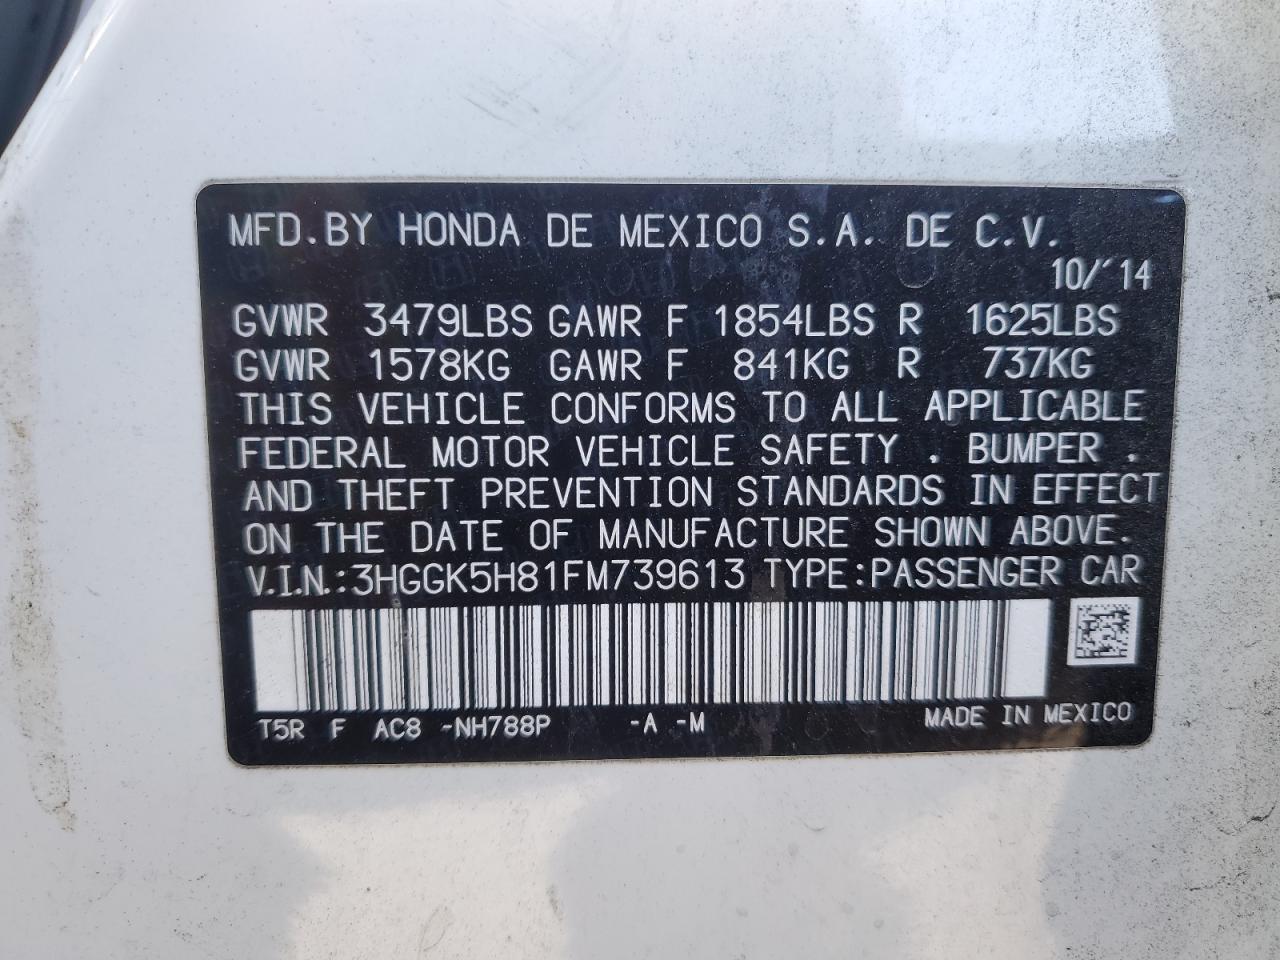 MFD.BY HONDA DE MEXICO S.A. DE C.V.
10/´14
GVWR 3479LBS GAWR F 1854LBS R 1625LBS
GVWR 1578KG GAWR F 841KG R 737KG
THIS VEHICLE CONFORMS TO ALL APPLICABLE
FEDERAL MOTOR VEHICLE SAFETY , BUMPER ,
AND THEFT PREVENTION STANDARDS IN EFFECT
ON THE DATE OF MANUFACTURE SHOWN ABOVE.
V.I.N.:3HGGK5H81FM739613 TYPE:PASSENGER CAR
T5R F AC8 -NH788P -A -M MADE IN MEXICO